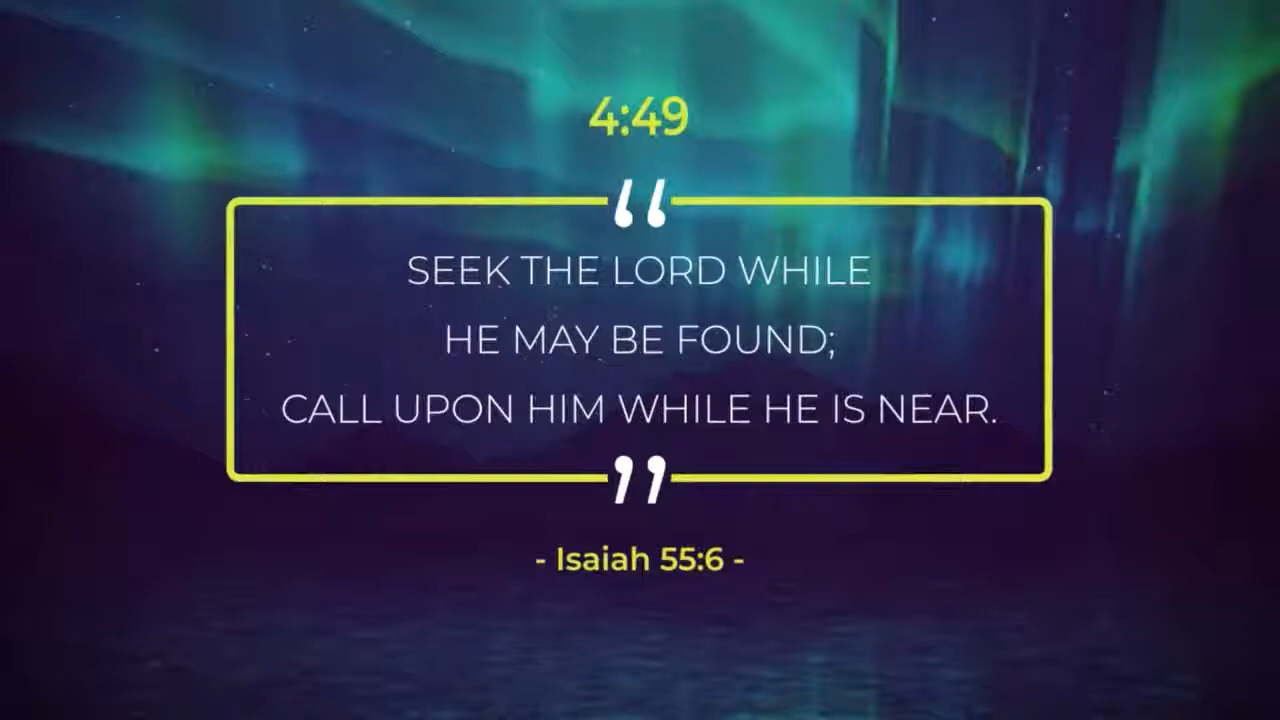 4:49
“
SEEK THE LORD WHILE
HE MAY BE FOUND;
CALL UPON HIM WHILE HE IS NEAR.
”
- Isaiah 55:6 -